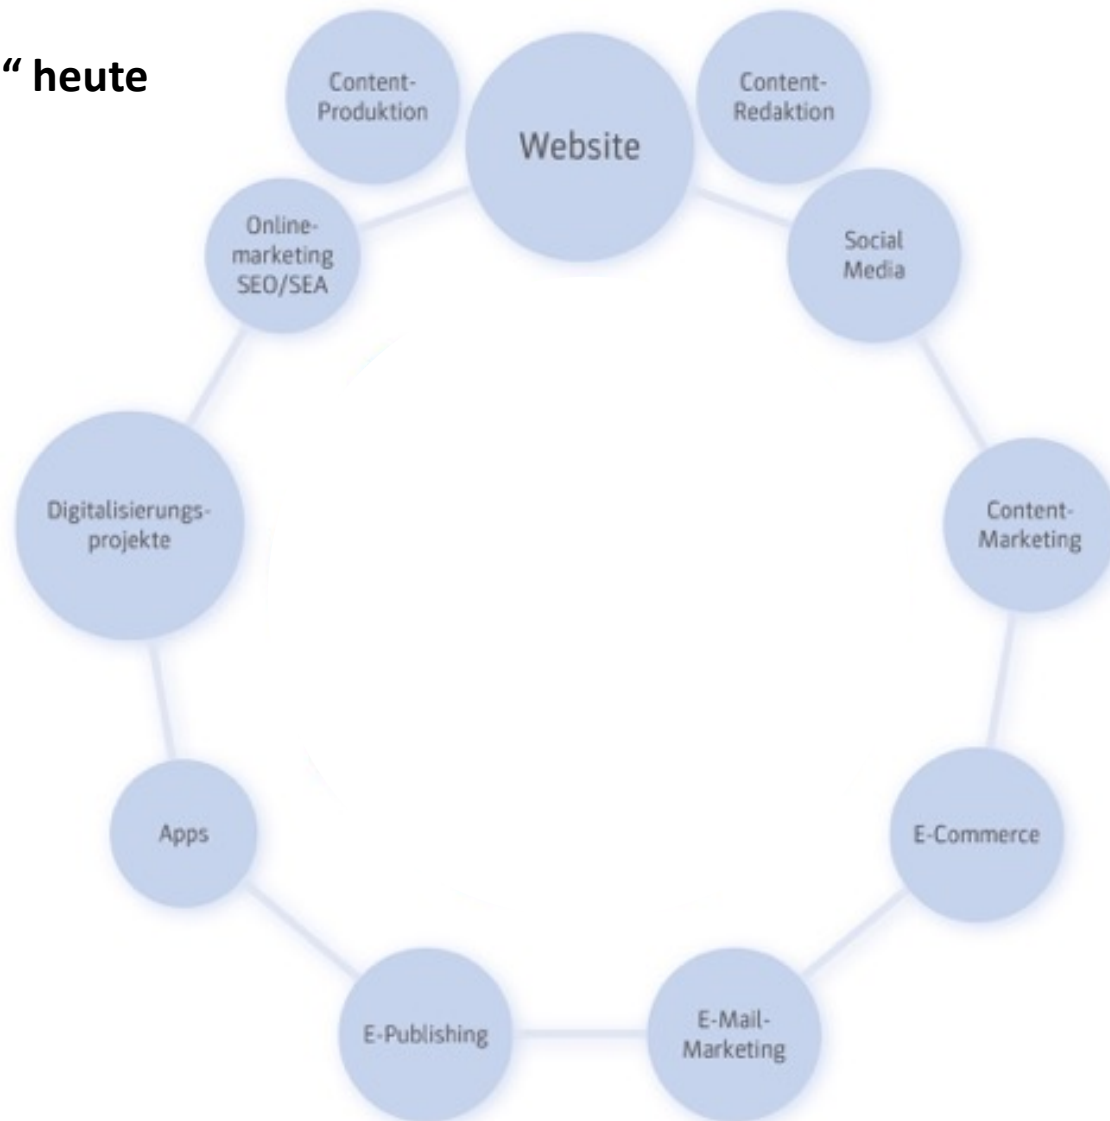 “ heute
Content-
Produktion
Website
Content-
Redaktion
Online-
marketing
SEO/SEA
Social
Media
Digitalisierungs-
projekte
Content-
Marketing
Apps
E-Commerce
E-Publishing
E-Mail-
Marketing